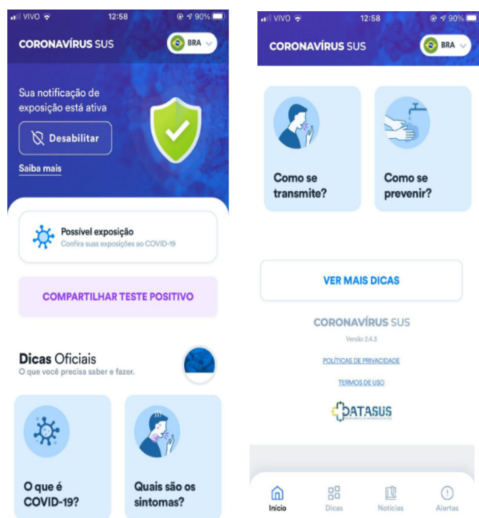 VIVO
12:58
90%
CORONAVÍRUS SUS
BRA
Sua notificação de
exposição está ativa
Desabilitar
Saiba mais
Possível exposição
Confira suas exposições ao COVID-19
COMPARTILHAR TESTE POSITIVO
Dicas Oficiais
O que você precisa saber e fazer.
O que é
COVID-19?
Quais são os
sintomas?
VIVO
12:58
90%
CORONAVÍRUS SUS
BRA
Como se
transmite?
Como se
prevenir?
VER MAIS DICAS
CORONAVÍRUS SUS
POLÍTICAS DE PRIVACIDADE
TERMOS DE USO
DATASUS
Início
Dicas
Notícias
Alertas